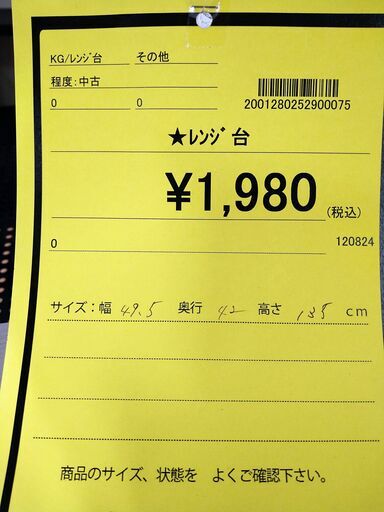 KG/ﾚﾝｼﾞ台 その他
程度:中古
0 0
2001280252900075
★ﾚﾝｼﾞ台
¥1,980(税込)
0 120824
サイズ:幅 49.5 奥行 42 高さ 185 cm
商品のサイズ、状態を よくご確認下さい。